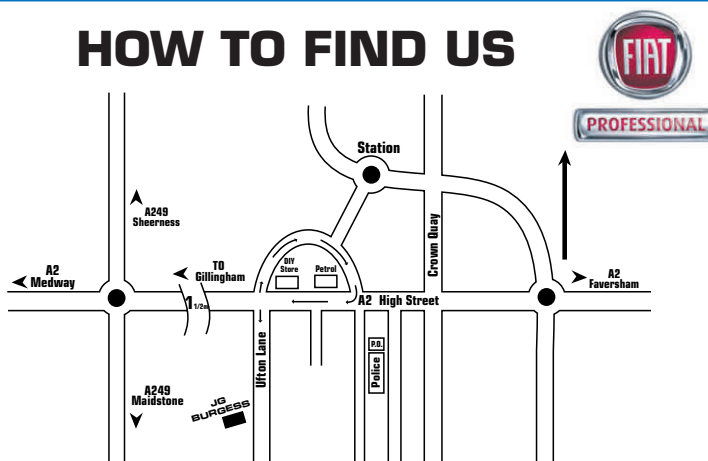 HOW TO FIND US
FIAT
PROFESSIONAL
Station
A249
Sheerness
A2
Medway
TO
Gillingham
DIY
Store
Petrol
Crown Quay
A2
Faversham
1 1/2m
A2 High Street
Ufton Lane
P.O.
Police
A249
Maidstone
JG
BURGESS